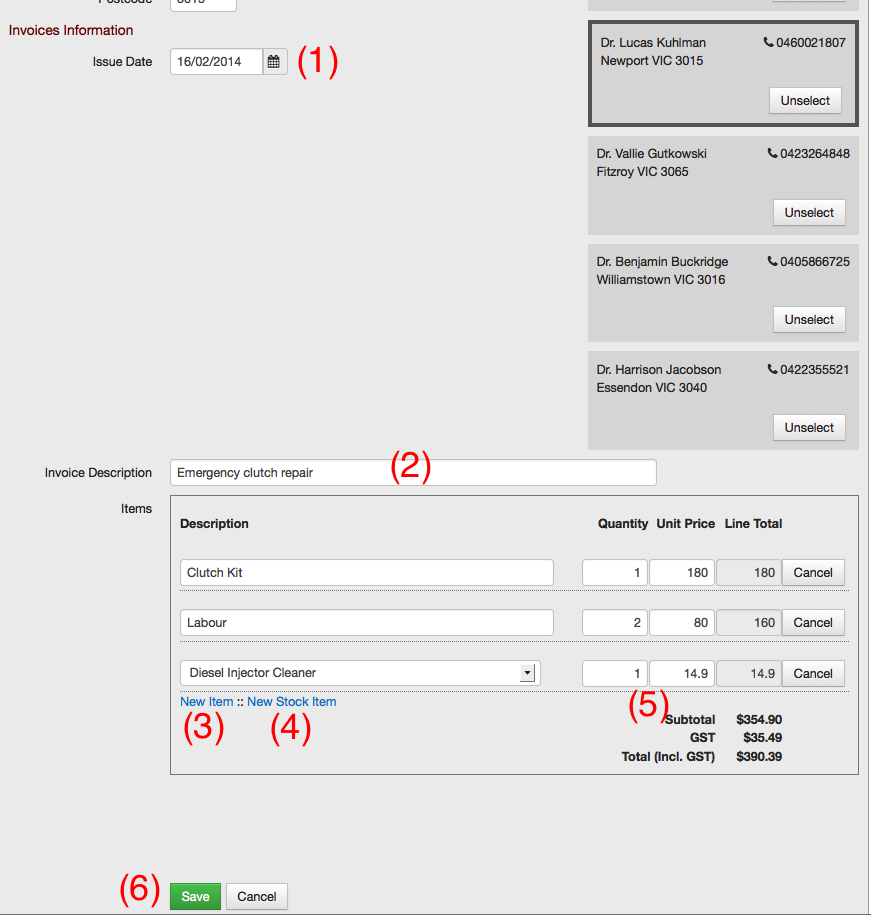 Invoices Information
Issue Date 16/02/2014 (1)
Dr. Lucas Kuhlman 0460021807
Newport VIC 3015
Unselect
Dr. Vallie Gutkowski 0423264848
Fitzroy VIC 3065
Unselect
Dr. Benjamin Buckridge 0405866725
Williamstown VIC 3016
Unselect
Dr. Harrison Jacobson 0422355521
Essendon VIC 3040
Unselect
Invoice Description Emergency clutch repair (2)
Items
Description Quantity Unit Price Line Total
Clutch Kit 1 180 180 Cancel
Labour 2 80 160 Cancel
Diesel Injector Cleaner 1 14.9 14.9 Cancel
New Item :: New Stock Item
(3) (4) (5)
Subtotal $354.90
GST $35.49
Total (Incl. GST) $390.39
(6) Save Cancel